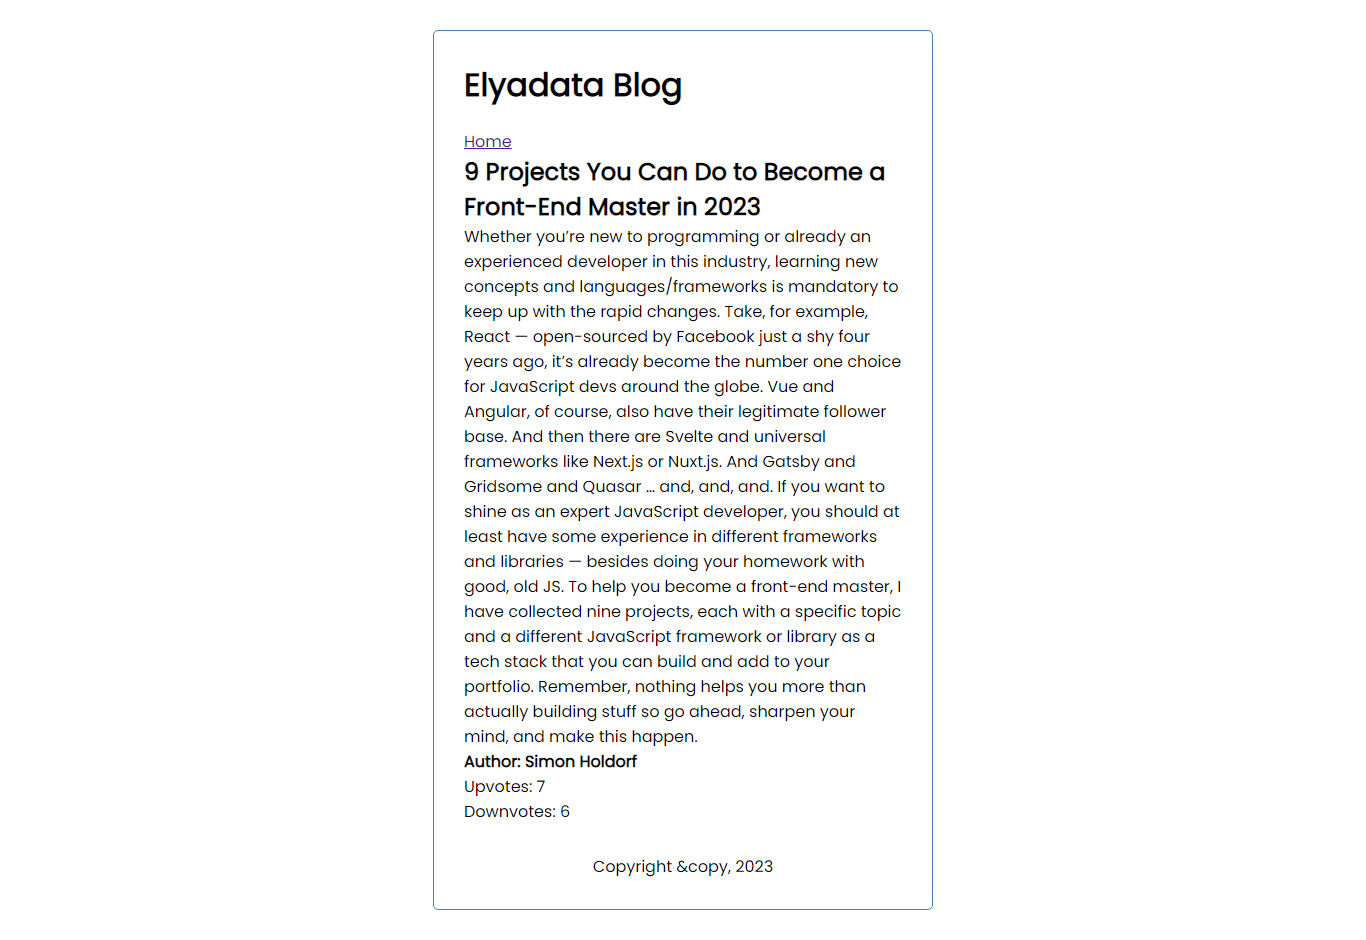 Elyadata Blog
Home
9 Projects You Can Do to Become a
Front-End Master in 2023
Whether you’re new to programming or already an
experienced developer in this industry, learning new
concepts and languages/frameworks is mandatory to
keep up with the rapid changes. Take, for example,
React — open-sourced by Facebook just a shy four
years ago, it’s already become the number one choice
for JavaScript devs around the globe. Vue and
Angular, of course, also have their legitimate follower
base. And then there are Svelte and universal
frameworks like Next.js or Nuxt.js. And Gatsby and
Gridsome and Quasar … and, and, and. If you want to
shine as an expert JavaScript developer, you should at
least have some experience in different frameworks
and libraries — besides doing your homework with
good, old JS. To help you become a front-end master, I
have collected nine projects, each with a specific topic
and a different JavaScript framework or library as a
tech stack that you can build and add to your
portfolio. Remember, nothing helps you more than
actually building stuff so go ahead, sharpen your
mind, and make this happen.
Author: Simon Holdorf
Upvotes: 7
Downvotes: 6
Copyright &copy, 2023